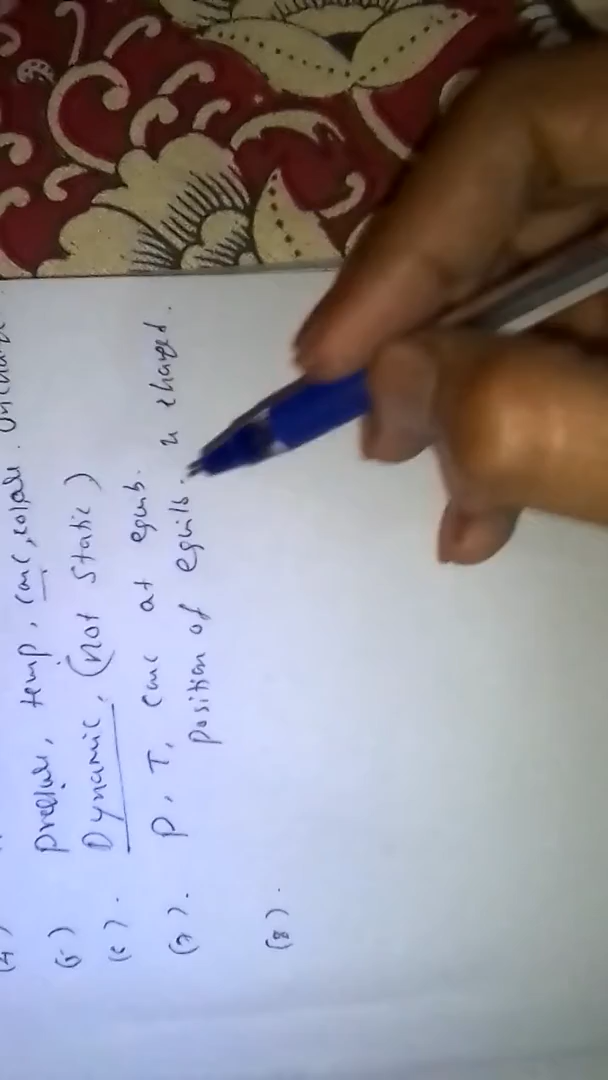 (4)
(5) pressure, temp, conc, colour. Unchange
(6). Dynamic, (not static)
(7). P, T, conc at equib.
position of equilb. is changed.
(8).